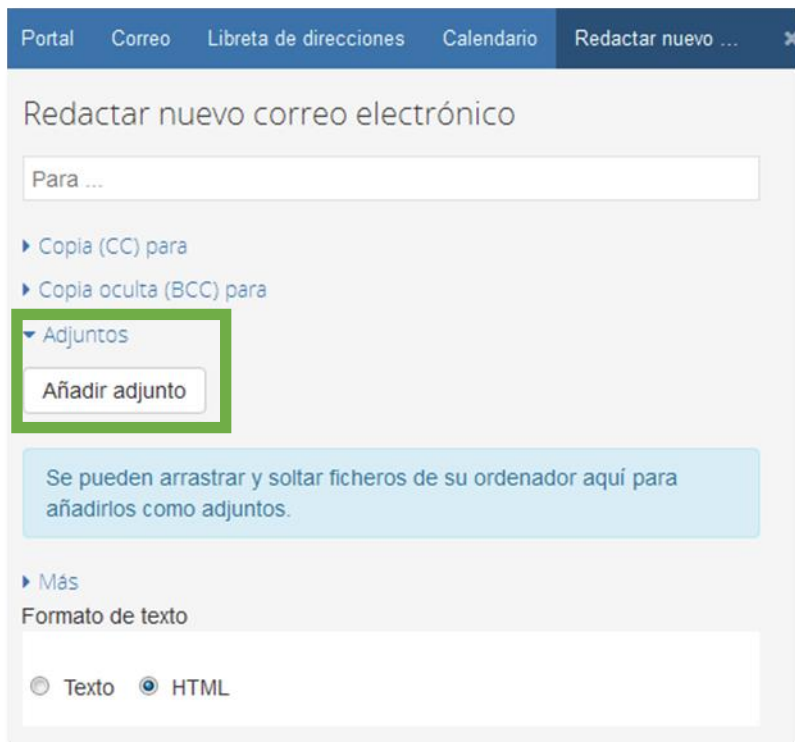 Portal Correo Libreta de direcciones Calendario Redactar nuevo ...
Redactar nuevo correo electrónico
Para ...
Copia (CC) para
Copia oculta (BCC) para
Adjuntos
Añadir adjunto
Se pueden arrastrar y soltar ficheros de su ordenador aquí para
añadirlos como adjuntos.
Más
Formato de texto
Texto HTML